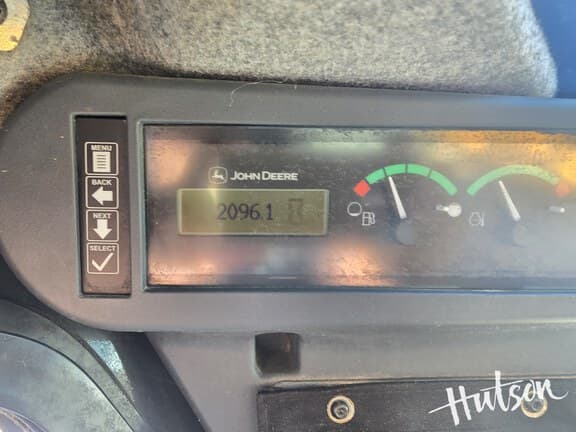 MENU
BACK
NEXT
SELECT
JOHN DEERE
2096.1
Hutson